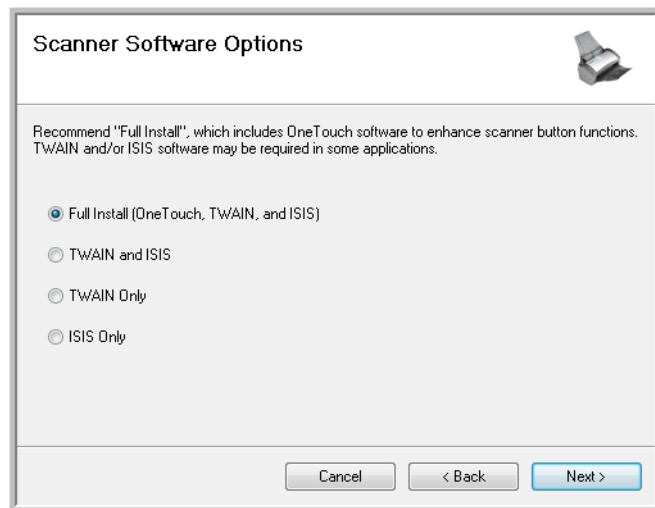 Scanner Software Options
Recommend "Full Install", which includes OneTouch software to enhance scanner button functions.
TWAIN and/or ISIS software may be required in some applications.
Full Install (OneTouch, TWAIN, and ISIS)
TWAIN and ISIS
TWAIN Only
ISIS Only
Cancel
< Back
Next >